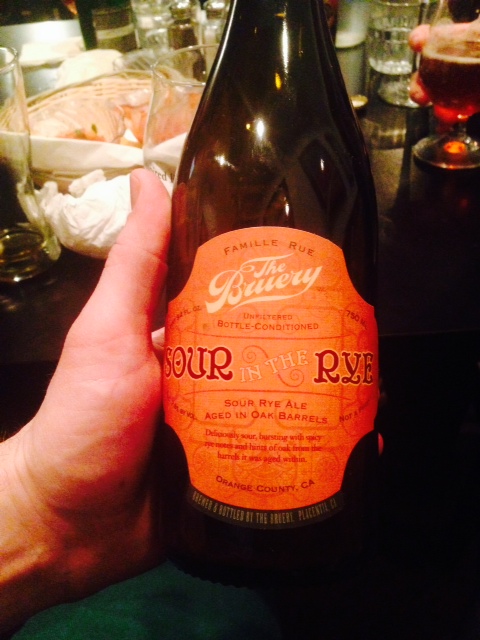 FAMILLE RUE
The
Bruery
UNFILTERED
BOTTLE-CONDITIONED
FL. OZ. 750
SOUR IN THE RYE
SOUR RYE ALE
AGED IN OAK BARRELS
Deliciously sour, bursting with spicy
rye notes and hints of oak from the
barrels it was aged within.
ORANGE COUNTY, CA
BREWED & BOTTLED BY THE BRUERY, PLACENTIA, CA